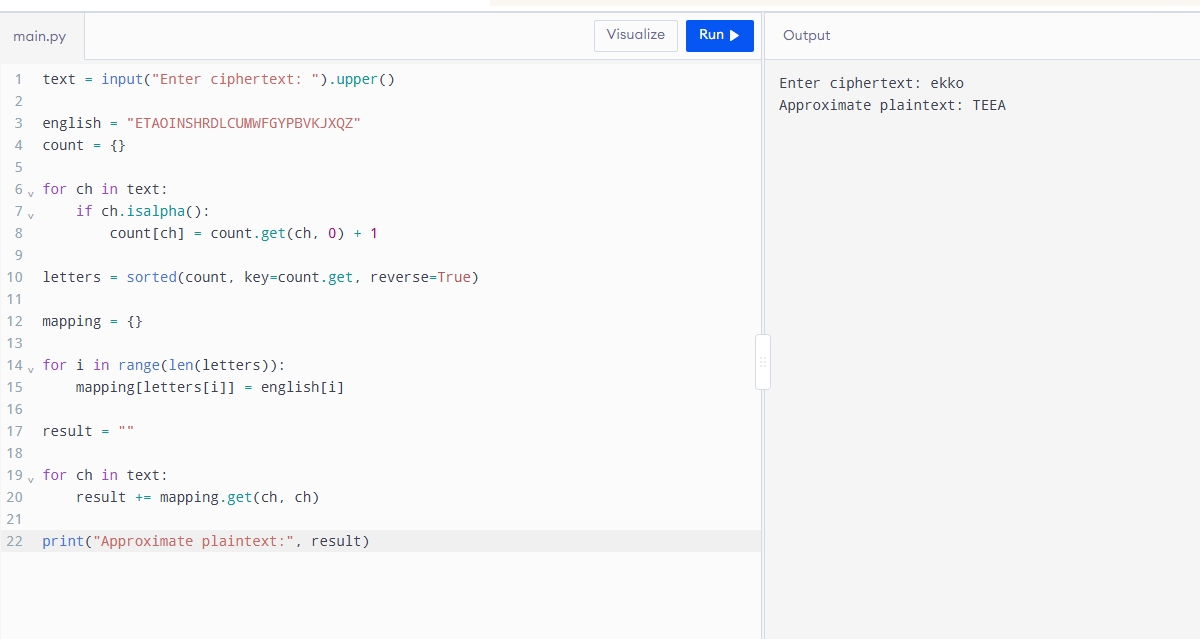 main.py
Visualize
Run
Output
1 text = input("Enter ciphertext: ").upper()
2
3 english = "ETAOINSHRDLCUMWFGYPBVKJXQZ"
4 count = {}
5
6 for ch in text:
7     if ch.isalpha():
8         count[ch] = count.get(ch, 0) + 1
9
10 letters = sorted(count, key=count.get, reverse=True)
11
12 mapping = {}
13
14 for i in range(len(letters)):
15     mapping[letters[i]] = english[i]
16
17 result = ""
18
19 for ch in text:
20     result += mapping.get(ch, ch)
21
22 print("Approximate plaintext:", result)
Enter ciphertext: ekko
Approximate plaintext: TEEA